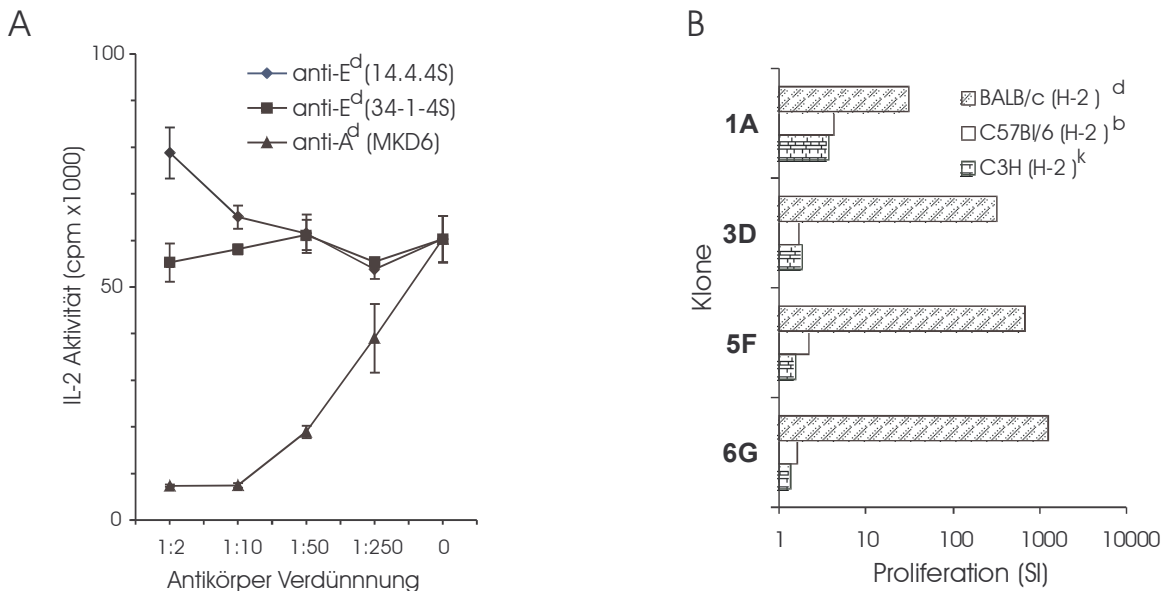 A
100
50
0
IL-2 Aktivität (cpm x1000)
anti-E^d (14.4.4S)
anti-E^d (34-1-4S)
anti-A^d (MKD6)
1:2 1:10 1:50 1:250 0
Antikörper Verdünnnung
B
Klone
1A
3D
5F
6G
BALB/c (H-2 )^d
C57Bl/6 (H-2 )^b
C3H (H-2 )^k
1 10 100 1000 10000
Proliferation (SI)